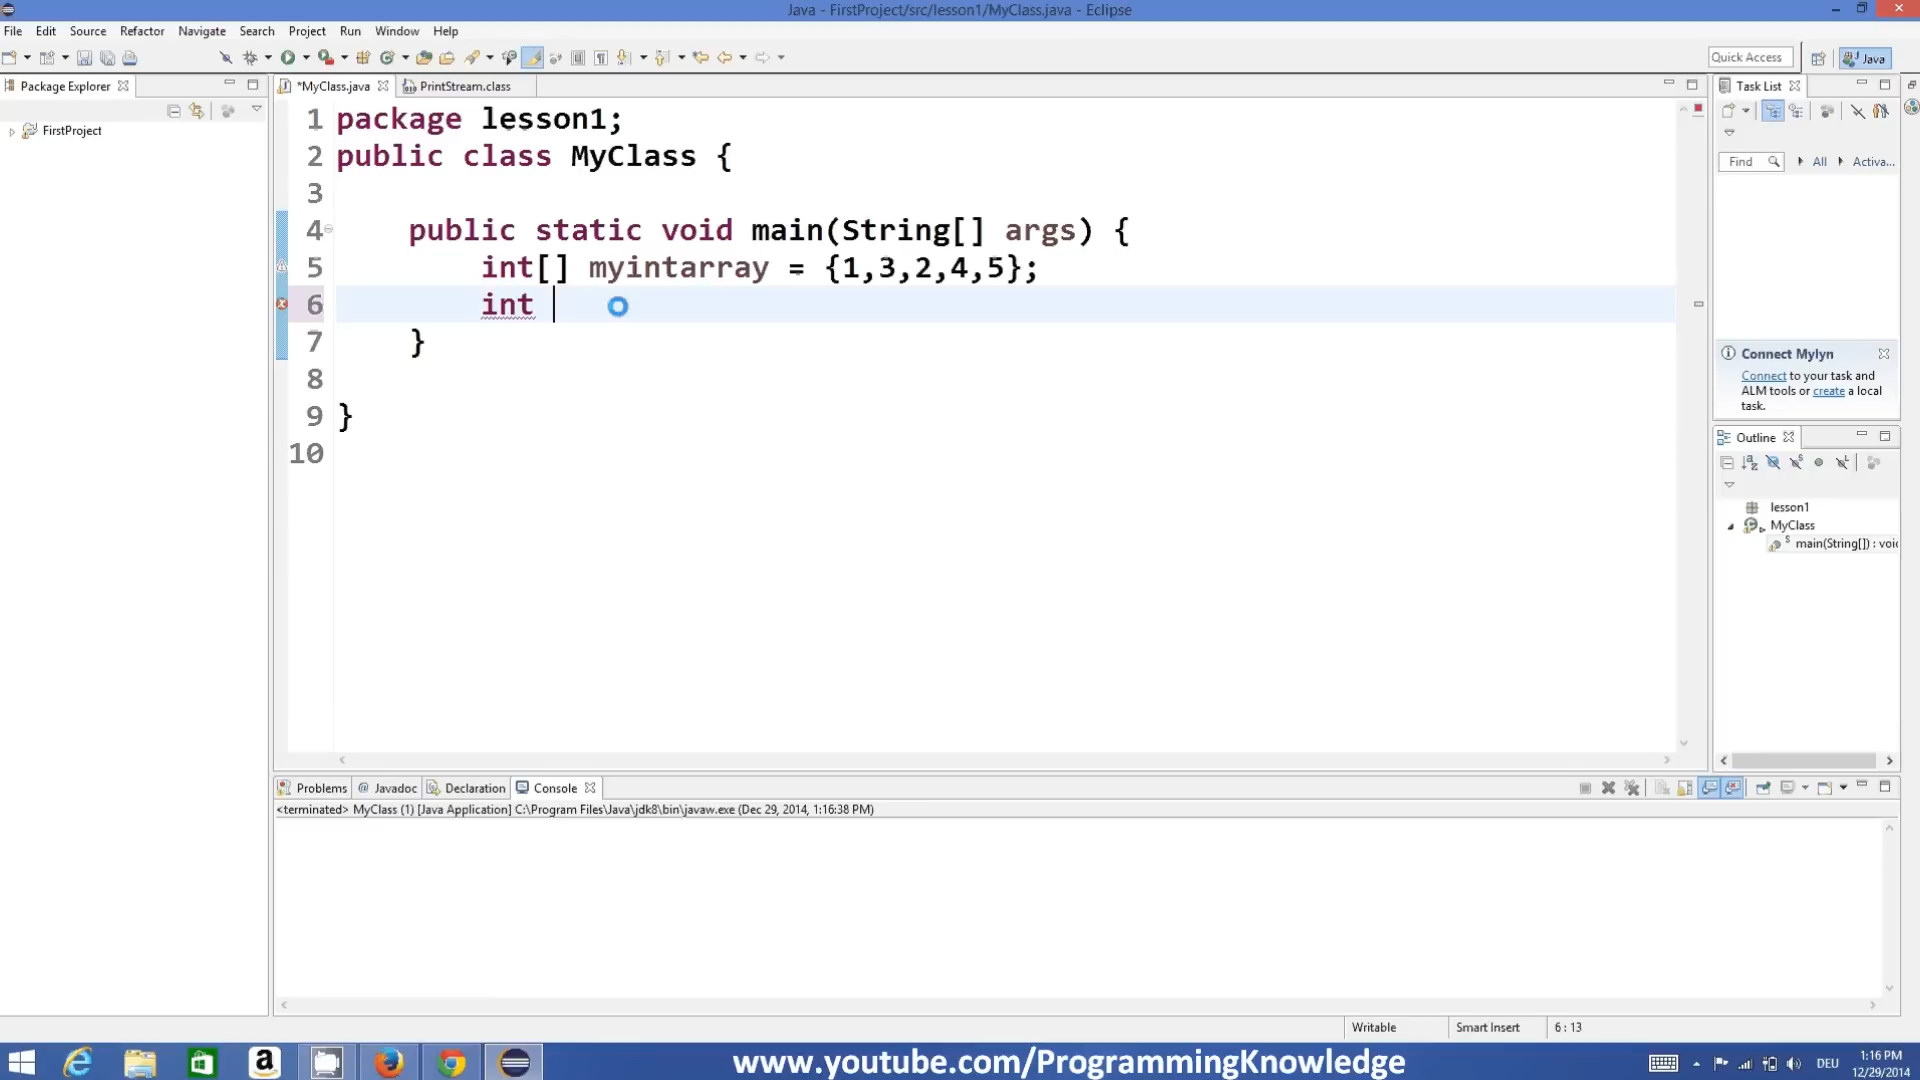 Java - FirstProject/src/lesson1/MyClass.java - Eclipse
File Edit Source Refactor Navigate Search Project Run Window Help
Quick Access
Java
Package Explorer
*MyClass.java
PrintStream.class
Task List
FirstProject
Find
All
Activa...
1 package lesson1;
2 public class MyClass {
3
4 public static void main(String[] args) {
5 int[] myintarray = {1,3,2,4,5};
6 int
7 }
8
9 }
10
Connect Mylyn
Connect to your task and
ALM tools or create a local
task.
Outline
lesson1
MyClass
main(String[]) : voi
Problems @ Javadoc Declaration Console
<terminated> MyClass (1) [Java Application] C:\Program Files\Java\jdk8\bin\javaw.exe (Dec 29, 2014, 1:16:38 PM)
Writable
Smart Insert
6 : 13
www.youtube.com/ProgrammingKnowledge
DEU
1:16 PM
12/29/2014